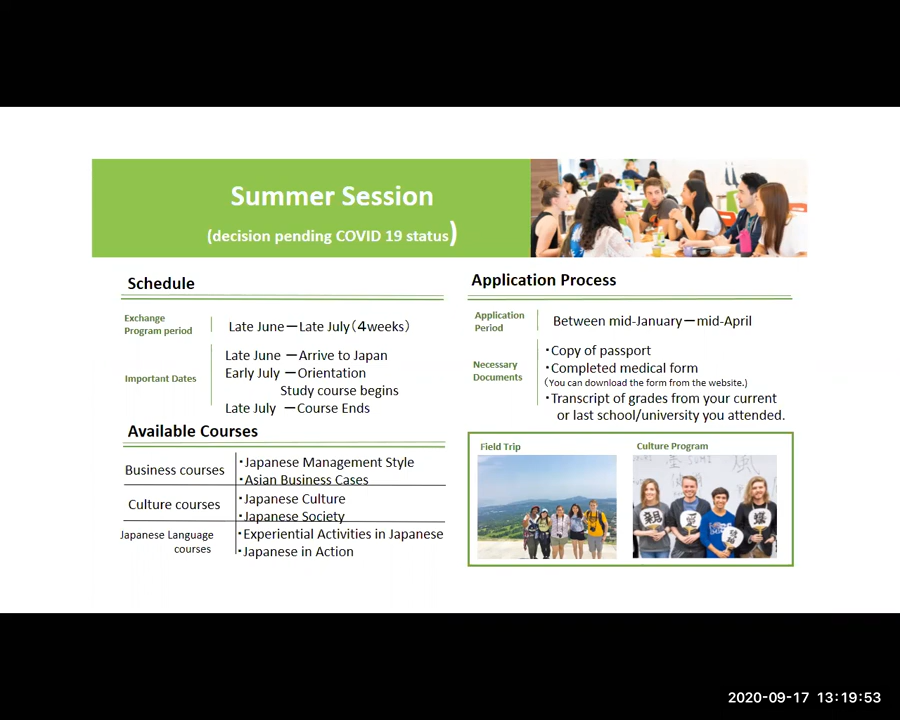 Summer Session
(decision pending COVID 19 status)
Schedule
Exchange
Program period
Late June－Late July（4weeks）
Important Dates
Late June －Arrive to Japan
Early July －Orientation
Study course begins
Late July －Course Ends
Available Courses
Business courses
・Japanese Management Style
・Asian Business Cases
Culture courses
・Japanese Culture
・Japanese Society
Japanese Language
courses
・Experiential Activities in Japanese
・Japanese in Action
Application Process
Application
Period
Between mid-January－mid-April
Necessary
Documents
・Copy of passport
・Completed medical form
（You can download the form from the website.)
・Transcript of grades from your current
or last school/university you attended.
Field Trip
Culture Program
風
親
愛
2020-09-17 13:19:53